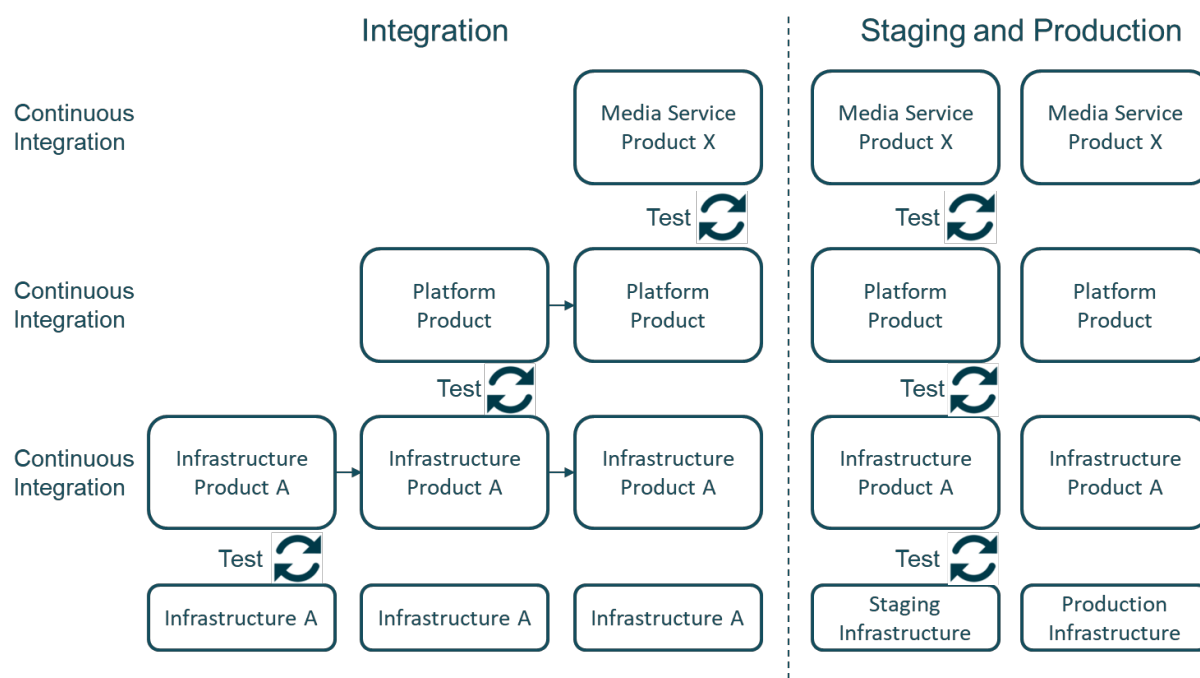 Integration
Staging and Production
Continuous
Integration
Media Service
Product X
Media Service
Product X
Media Service
Product X
Test
Test
Continuous
Integration
Platform
Product
Platform
Product
Platform
Product
Platform
Product
Test
Test
Continuous
Integration
Infrastructure
Product A
Infrastructure
Product A
Infrastructure
Product A
Infrastructure
Product A
Infrastructure
Product A
Test
Test
Infrastructure A
Infrastructure A
Infrastructure A
Staging
Infrastructure
Production
Infrastructure